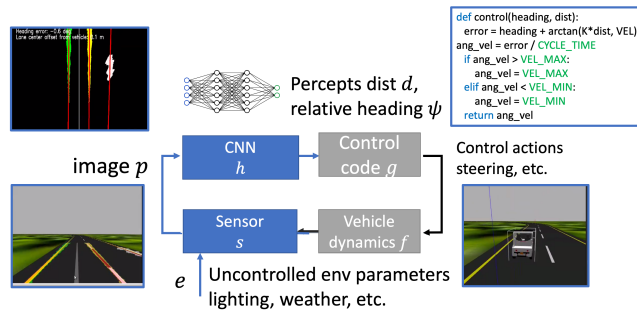 Heading error: -0.6 deg
Lane center offset from vehicle: 0.1 m
def control(heading, dist):
error = heading + arctan(K*dist, VEL)
ang_vel = error / CYCLE_TIME
if ang_vel > VEL_MAX:
ang_vel = VEL_MAX
elif ang_vel < VEL_MIN:
ang_vel = VEL_MIN
return ang_vel
Percepts dist d,
relative heading ψ
image p
CNN
h
Control
code g
Control actions
steering, etc.
Sensor
s
Vehicle
dynamics f
e
Uncontrolled env parameters
lighting, weather, etc.